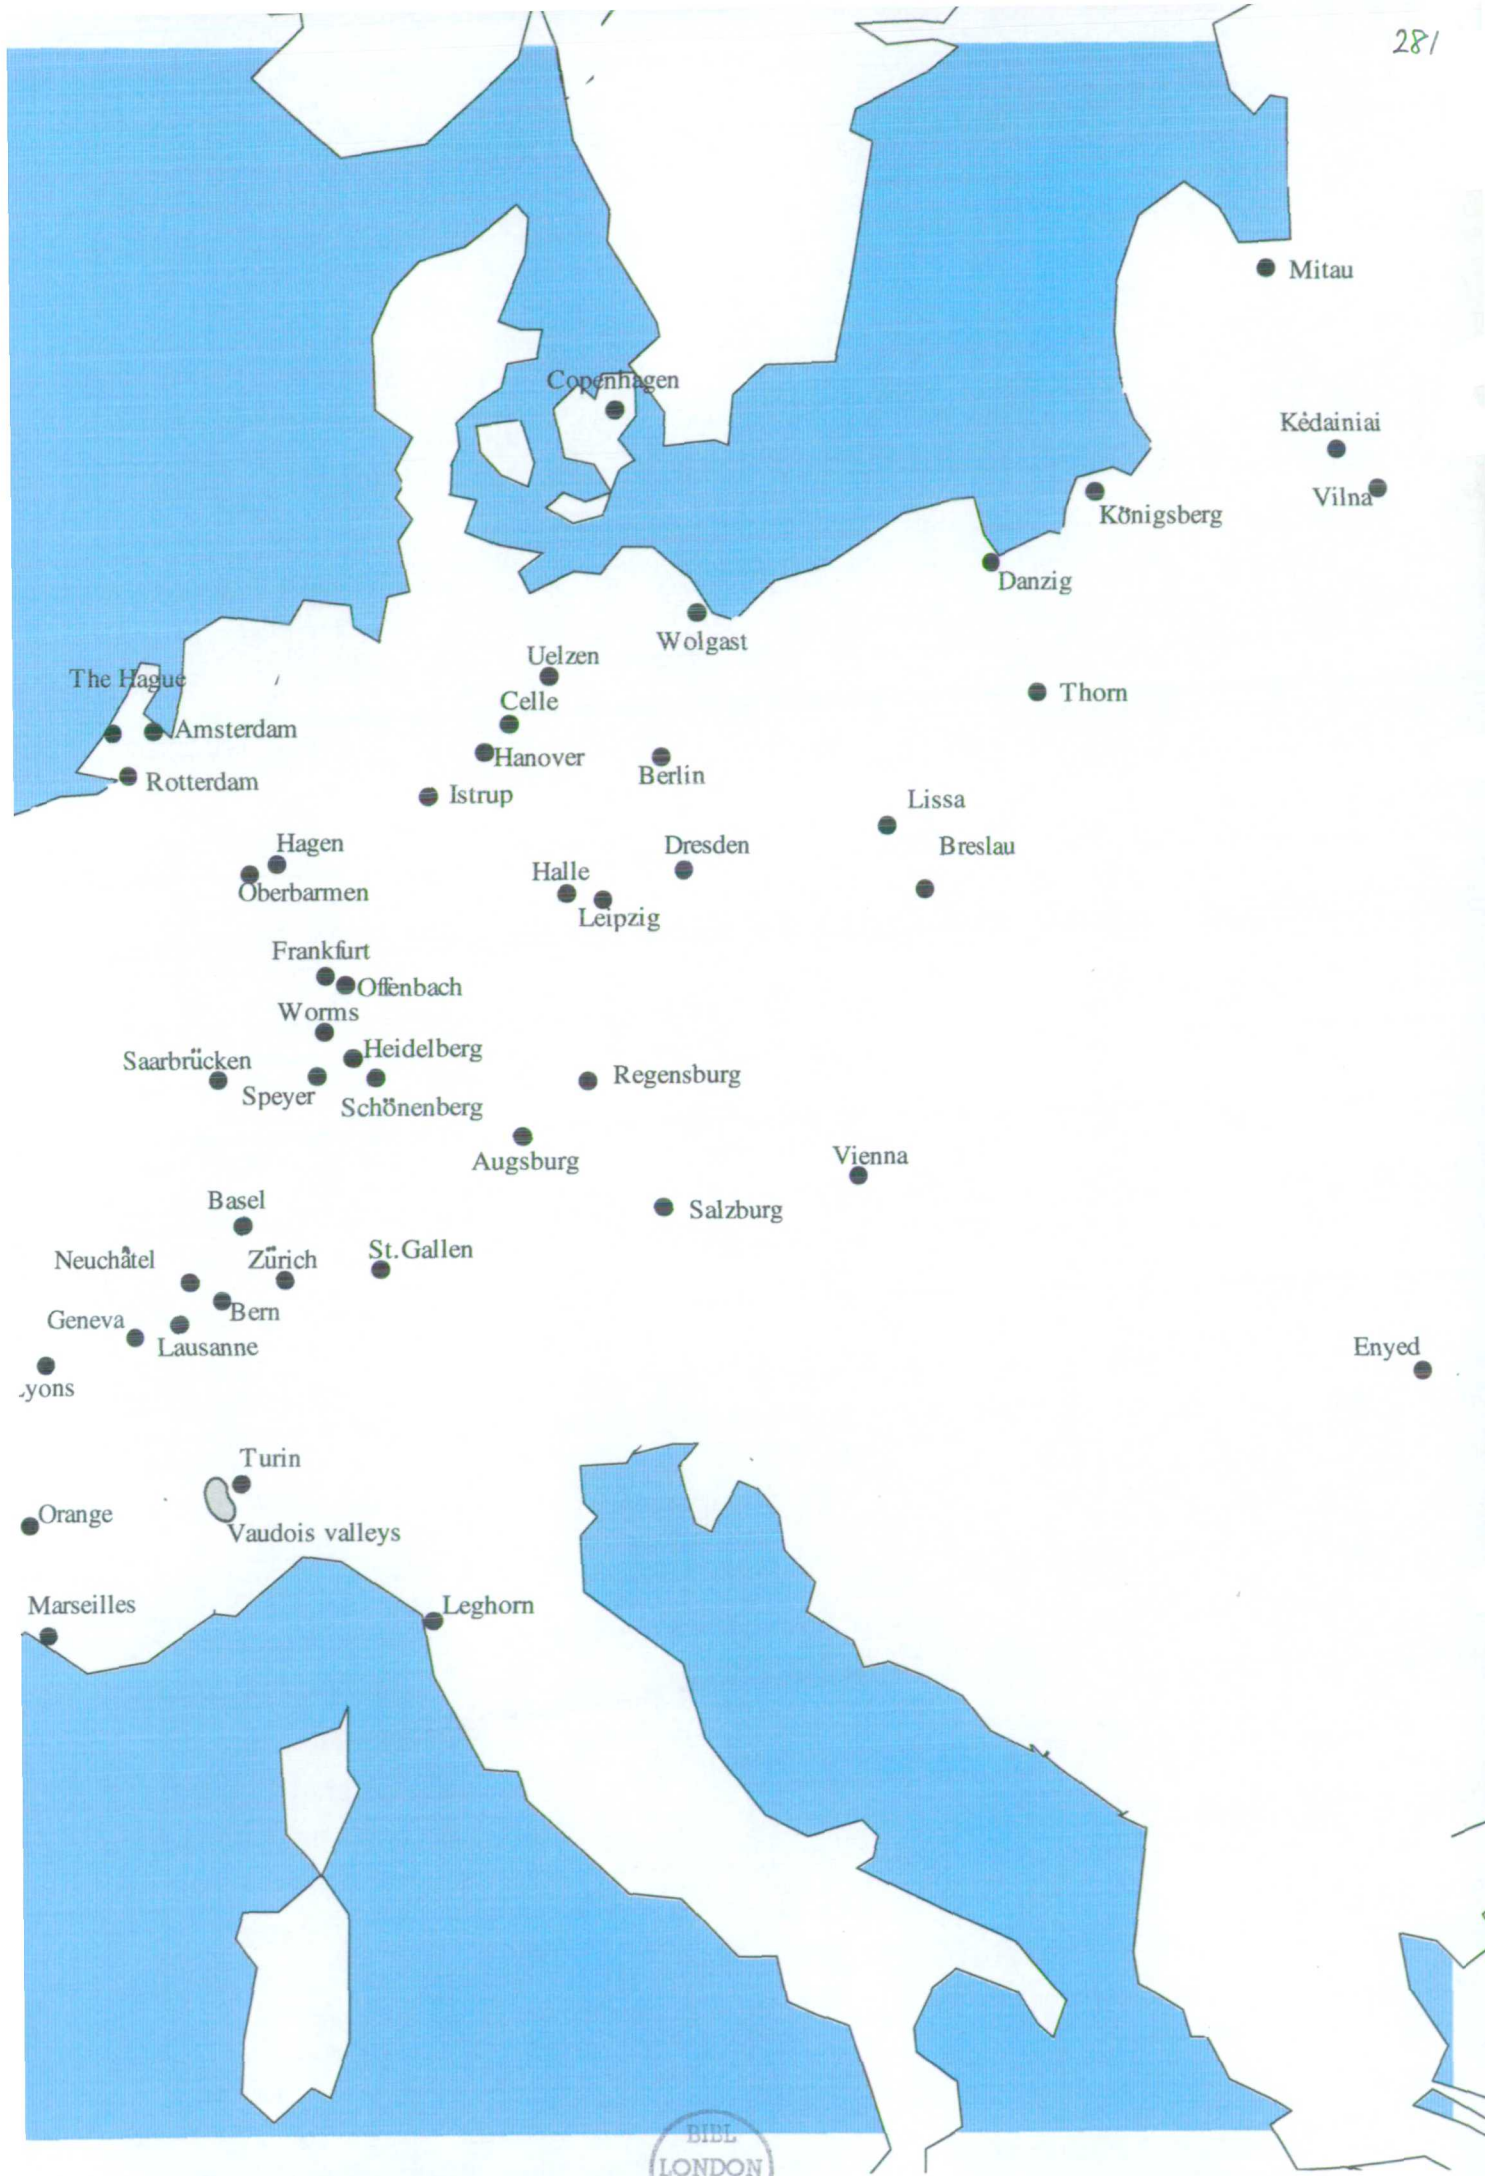 281
Mitau
Copenhagen
Kėdainiai
Vilna
Königsberg
Danzig
Wolgast
Uelzen
The Hague
Thorn
Celle
Amsterdam
Hanover
Berlin
Rotterdam
Istrup
Lissa
Hagen
Dresden
Breslau
Halle
Oberbarmen
Leipzig
Frankfurt
Offenbach
Worms
Heidelberg
Saarbrücken
Regensburg
Speyer
Schönenberg
Augsburg
Vienna
Basel
Salzburg
Neuchâtel
Zürich
St.Gallen
Bern
Geneva
Lausanne
Enyed
yons
Turin
Orange
Vaudois valleys
Marseilles
Leghorn
BIBL
LONDON